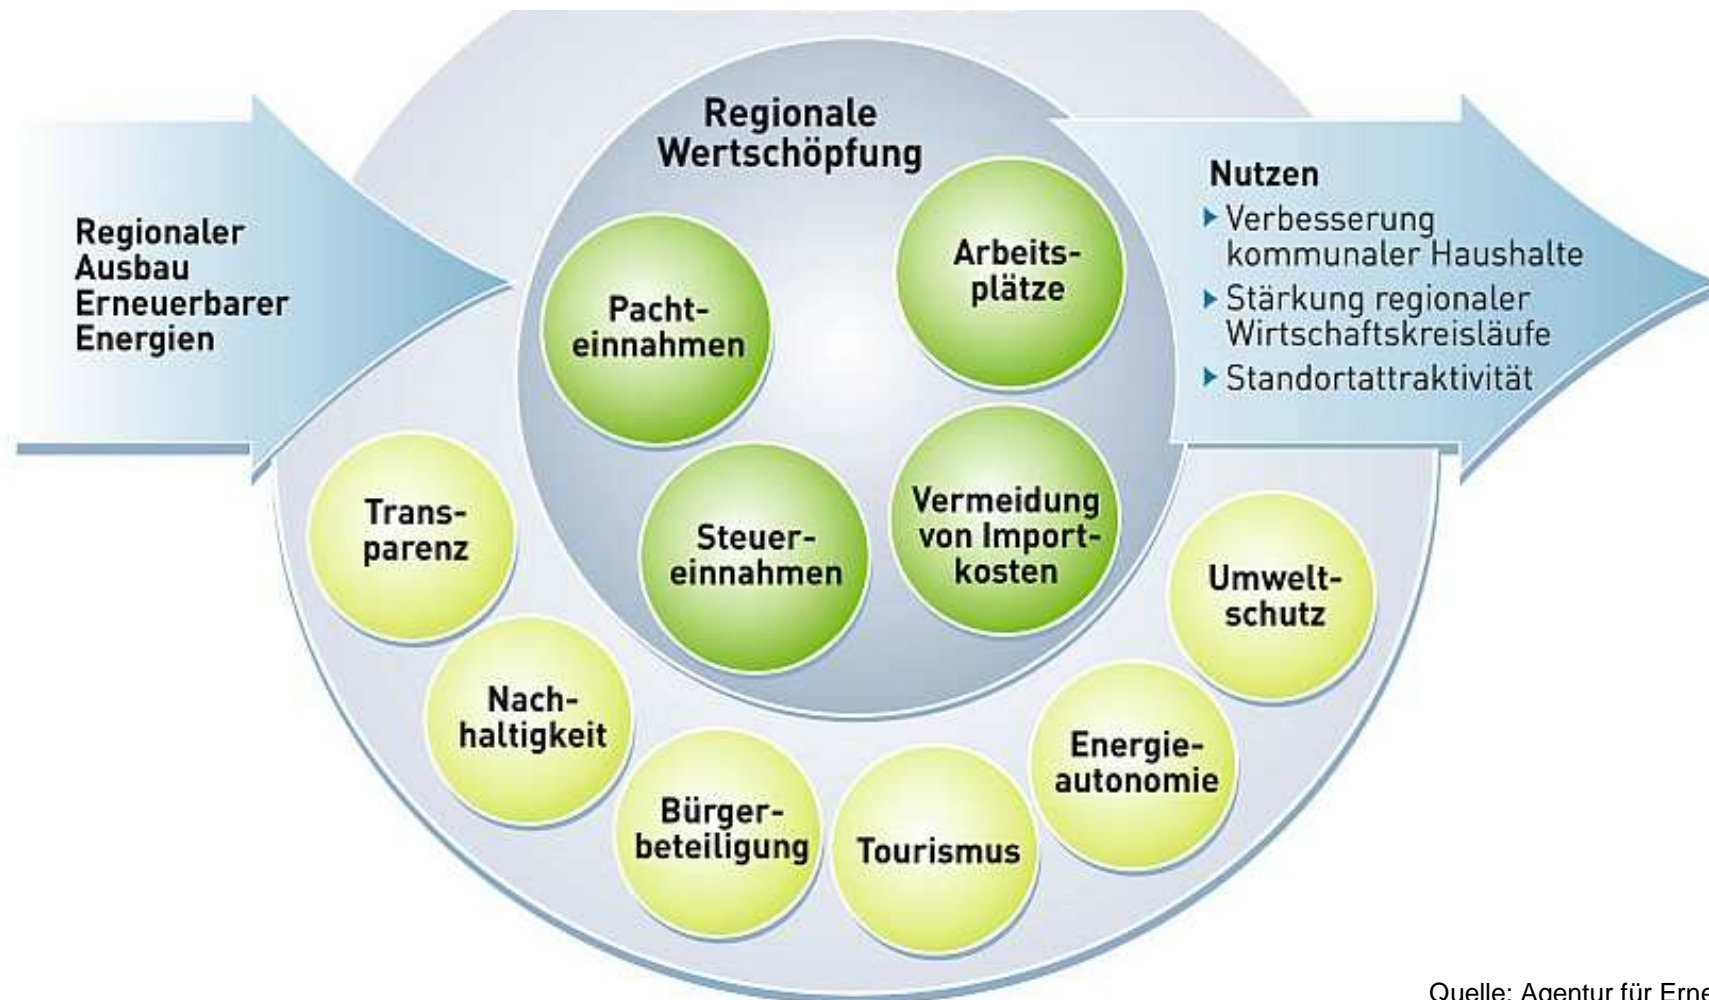 Regionaler
Ausbau
Erneuerbarer
Energien
Regionale
Wertschöpfung
Pacht-
einnahmen
Arbeits-
plätze
Steuer-
einnahmen
Vermeidung
von Import-
kosten
Nutzen
Verbesserung
kommunaler Haushalte
Stärkung regionaler
Wirtschaftskreisläufe
Standortattraktivität
Trans-
parenz
Nach-
haltigkeit
Bürger-
beteiligung
Tourismus
Energie-
autonomie
Umwelt-
schutz
Quelle: Agentur für Erne